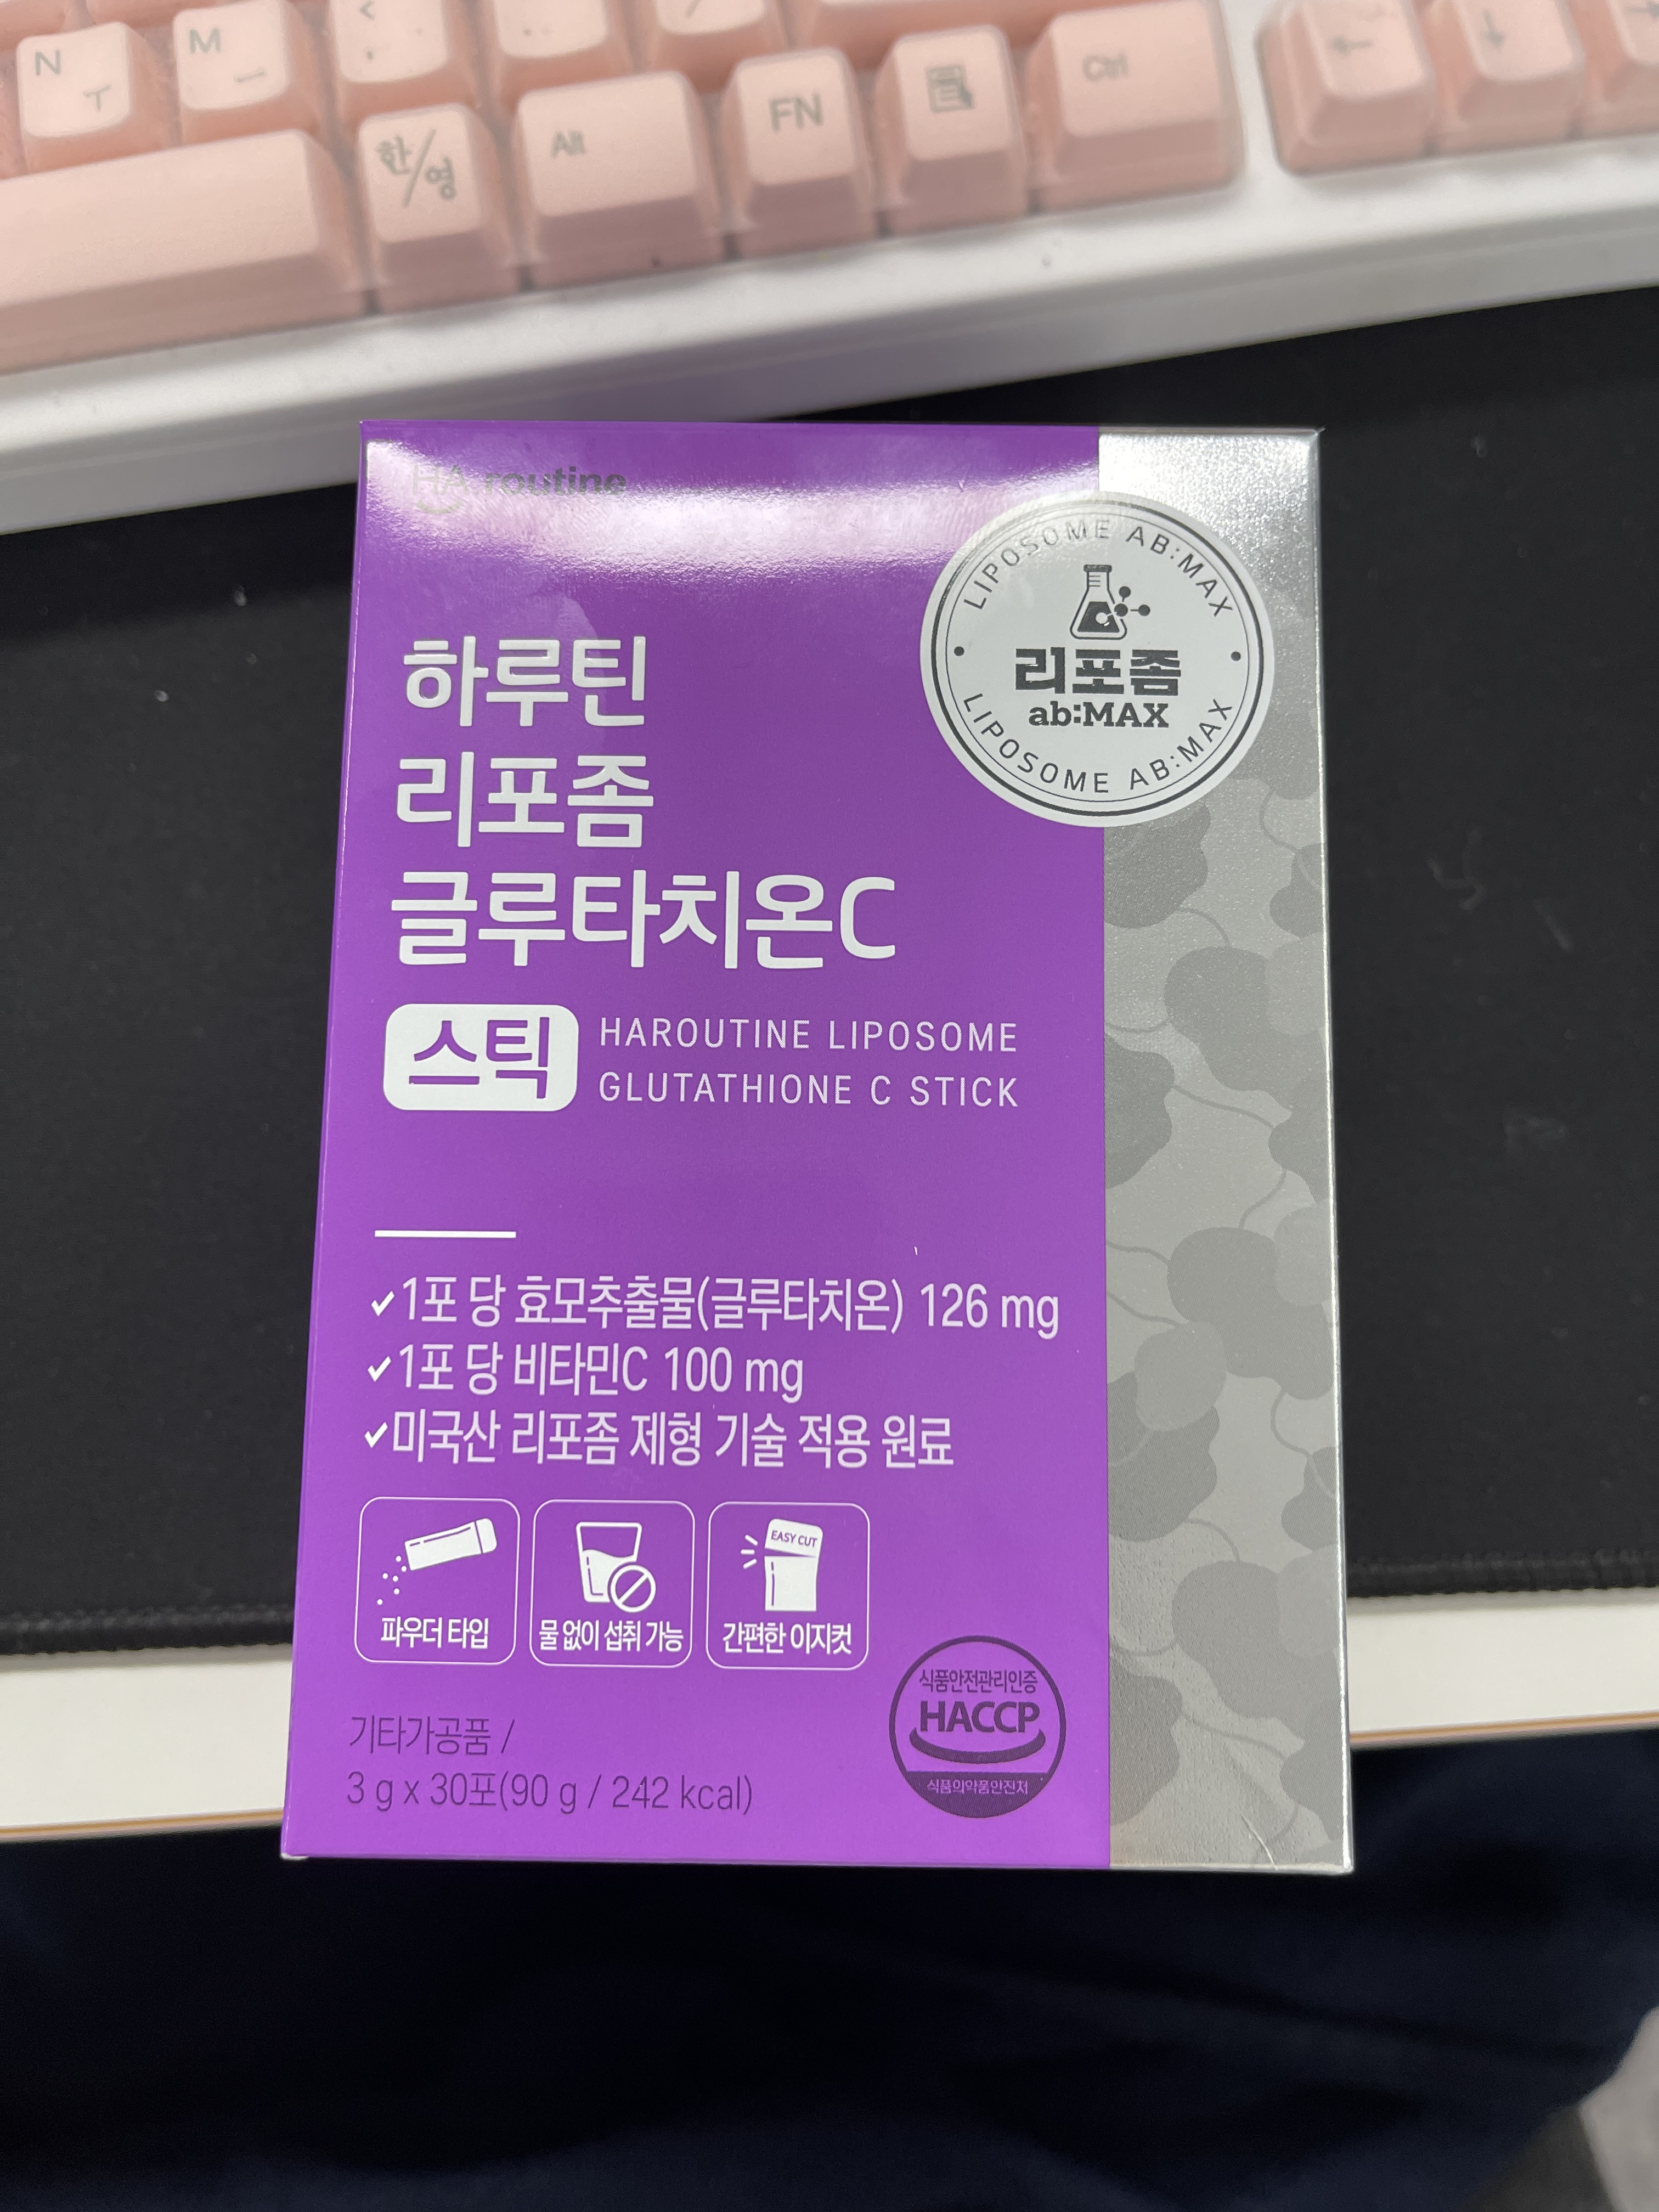 N
ㅜ
M
ㅡ
<
,
한/영
Alt
FN
Ctrl
←
↓
HA routine
LIPOSOME AB:MAX
리포좀
ab:MAX
LIPOSOME AB:MAX
하루틴
리포좀
글루타치온C
스틱
HAROUTINE LIPOSOME
GLUTATHIONE C STICK
✓1포 당 효모추출물(글루타치온) 126 mg
✓1포 당 비타민C 100 mg
✓미국산 리포좀 제형 기술 적용 원료
파우더 타입
물 없이 섭취 가능
EASY CUT
간편한 이지컷
식품안전관리인증
HACCP
식품의약품안전처
기타가공품 /
3 g x 30포(90 g / 242 kcal)